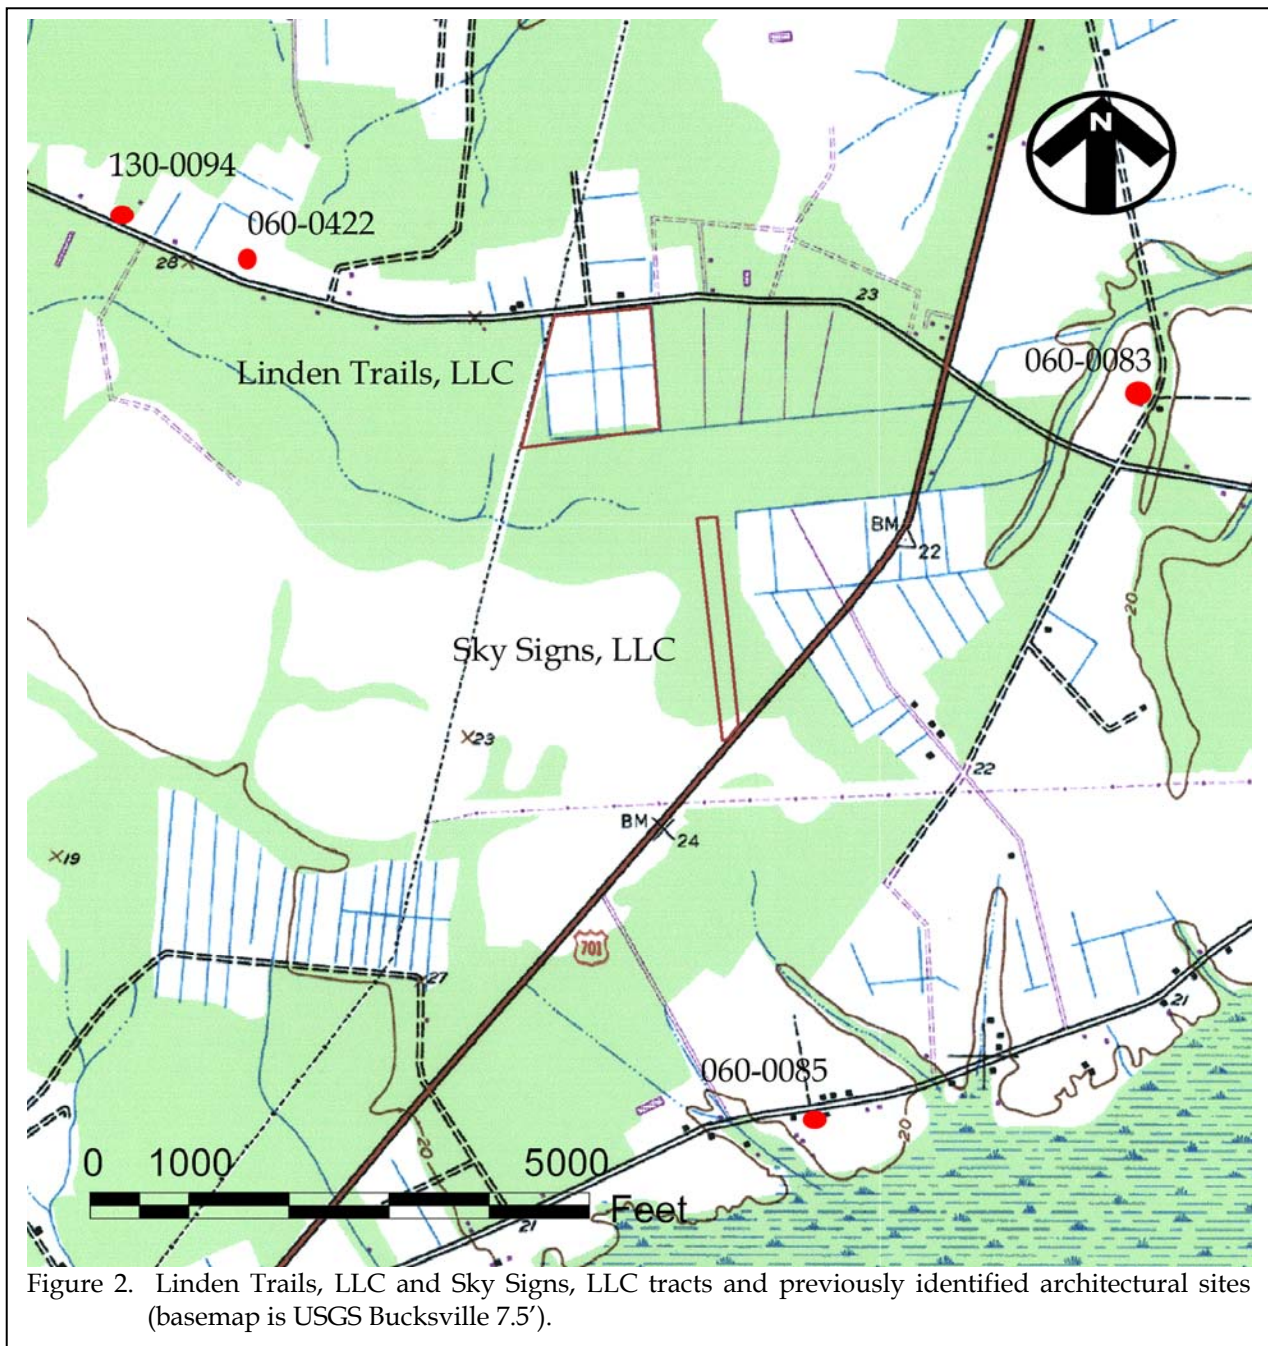 N
130-0094
060-0422
28
23
060-0083
Linden Trails, LLC
BM
22
20
Sky Signs, LLC
23
22
BM
24
19
701
27
21
060-0085
20
20
0 1000 5000
Feet
21
Figure 2. Linden Trails, LLC and Sky Signs, LLC tracts and previously identified architectural sites
(basemap is USGS Bucksville 7.5’).